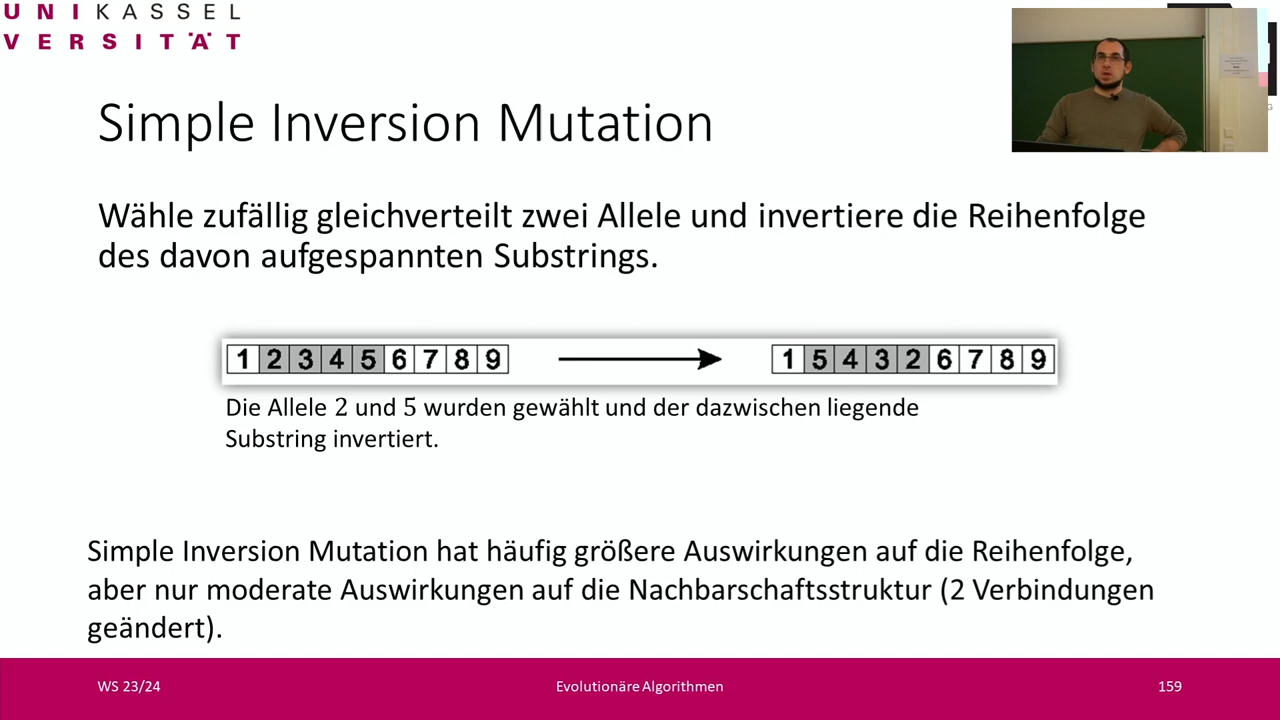 UNIKASSEL
VERSITÄT
Simple Inversion Mutation
Wähle zufällig gleichverteilt zwei Allele und invertiere die Reihenfolge
des davon aufgespannten Substrings.
1 2 3 4 5 6 7 8 9
1 5 4 3 2 6 7 8 9
Die Allele 2 und 5 wurden gewählt und der dazwischen liegende
Substring invertiert.
Simple Inversion Mutation hat häufig größere Auswirkungen auf die Reihenfolge,
aber nur moderate Auswirkungen auf die Nachbarschaftsstruktur (2 Verbindungen
geändert).
WS 23/24
Evolutionäre Algorithmen
159